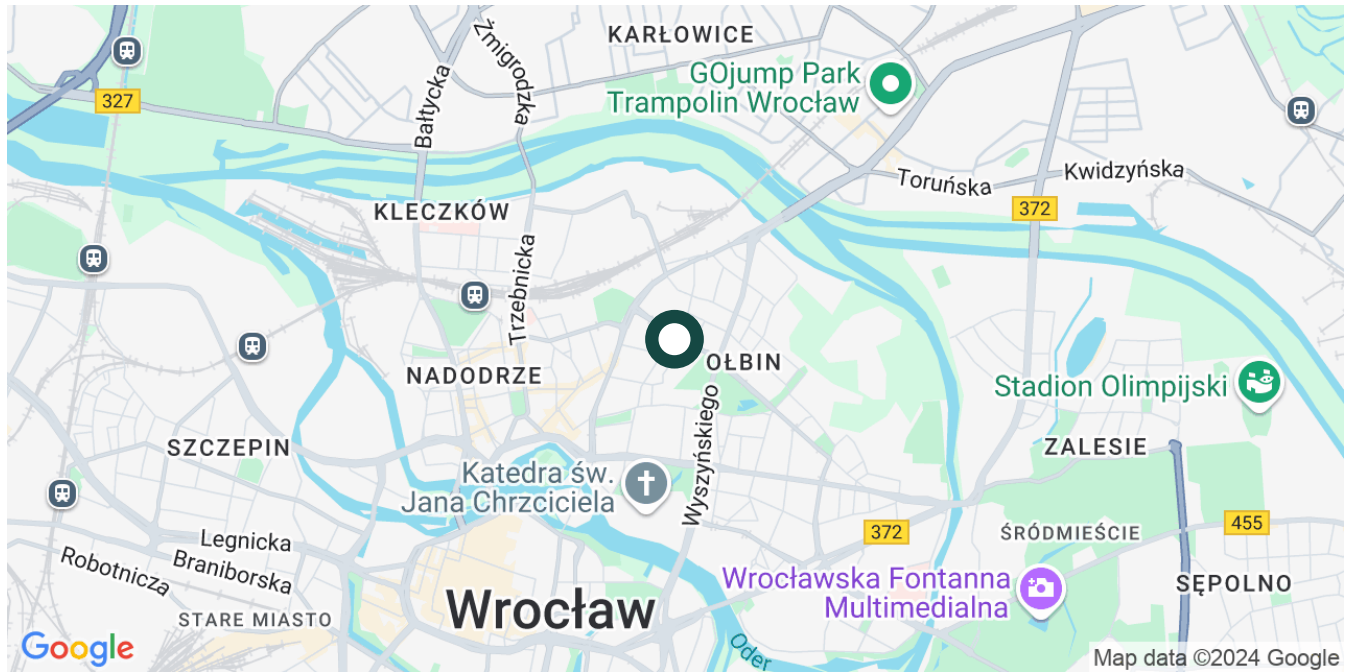 KARŁOWICE
Żmigrodzka
GOjump Park
Trampolin Wrocław
327
Bałtycka
Toruńska
Kwidzyńska
372
KLECZKÓW
Trzebnicka
OŁBIN
NADODRZE
Stadion Olimpijski
Wyszyńskiego
SZCZEPIN
ZALESIE
Katedra św.
Jana Chrzciciela
Legnicka
Braniborska
Robotnicza
372
ŚRÓDMIEŚCIE
455
Wrocławska Fontanna
Multimedialna
SĘPOLNO
Wrocław
STARE MIASTO
Oder
Google
Map data ©2024 Google